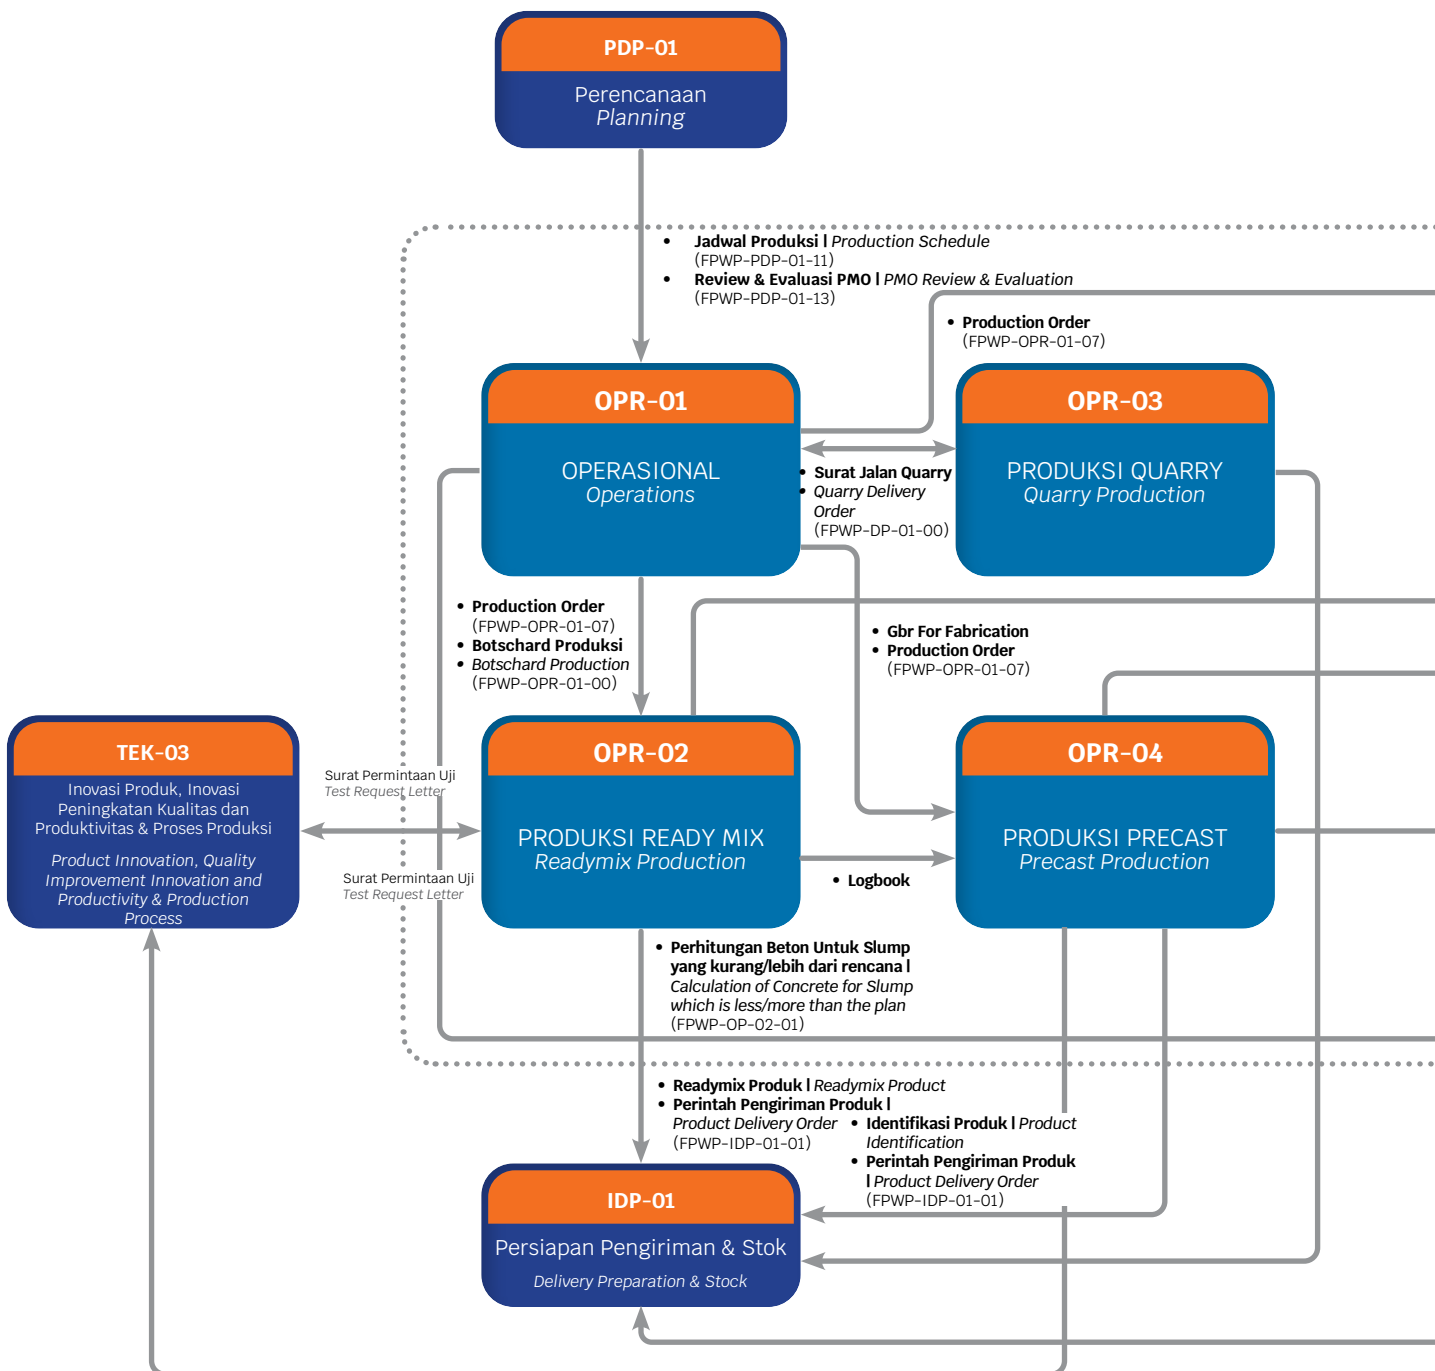 PDP-01
Perencanaan
Planning
• Jadwal Produksi | Production Schedule
(FPWP-PDP-01-11)
• Review & Evaluasi PMO | PMO Review & Evaluation
(FPWP-PDP-01-13)
• Production Order
(FPWP-OPR-01-07)
OPR-01
OPERASIONAL
Operations
• Surat Jalan Quarry
• Quarry Delivery
Order
(FPWP-DP-01-00)
OPR-03
PRODUKSI QUARRY
Quarry Production
• Production Order
(FPWP-OPR-01-07)
• Botschard Produksi
• Botschard Production
(FPWP-OPR-01-00)
• Gbr For Fabrication
• Production Order
(FPWP-OPR-01-07)
TEK-03
Inovasi Produk, Inovasi
Peningkatan Kualitas dan
Produktivitas & Proses Produksi
Product Innovation, Quality
Improvement Innovation and
Productivity & Production
Process
Surat Permintaan Uji
Test Request Letter
Surat Permintaan Uji
Test Request Letter
OPR-02
PRODUKSI READY MIX
Readymix Production
• Logbook
OPR-04
PRODUKSI PRECAST
Precast Production
• Perhitungan Beton Untuk Slump
yang kurang/lebih dari rencana |
Calculation of Concrete for Slump
which is less/more than the plan
(FPWP-OP-02-01)
• Readymix Produk | Readymix Product
• Perintah Pengiriman Produk |
Product Delivery Order
(FPWP-IDP-01-01)
• Identifikasi Produk | Product
Identification
• Perintah Pengiriman Produk
| Product Delivery Order
(FPWP-IDP-01-01)
IDP-01
Persiapan Pengiriman & Stok
Delivery Preparation & Stock